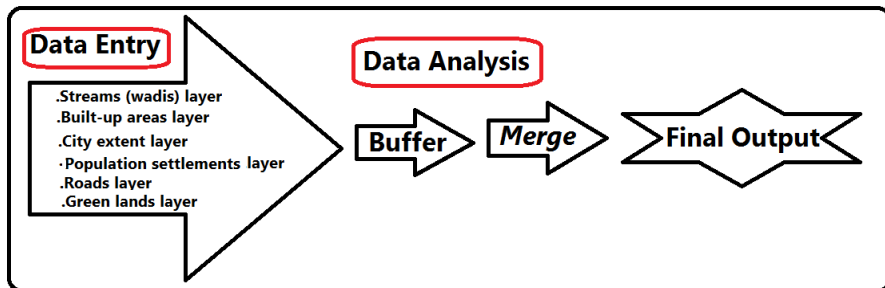 Data Entry
.Streams (wadis) layer
.Built-up areas layer
.City extent layer
·Population settlements layer
.Roads layer
.Green lands layer
Data Analysis
Buffer
Merge
Final Output